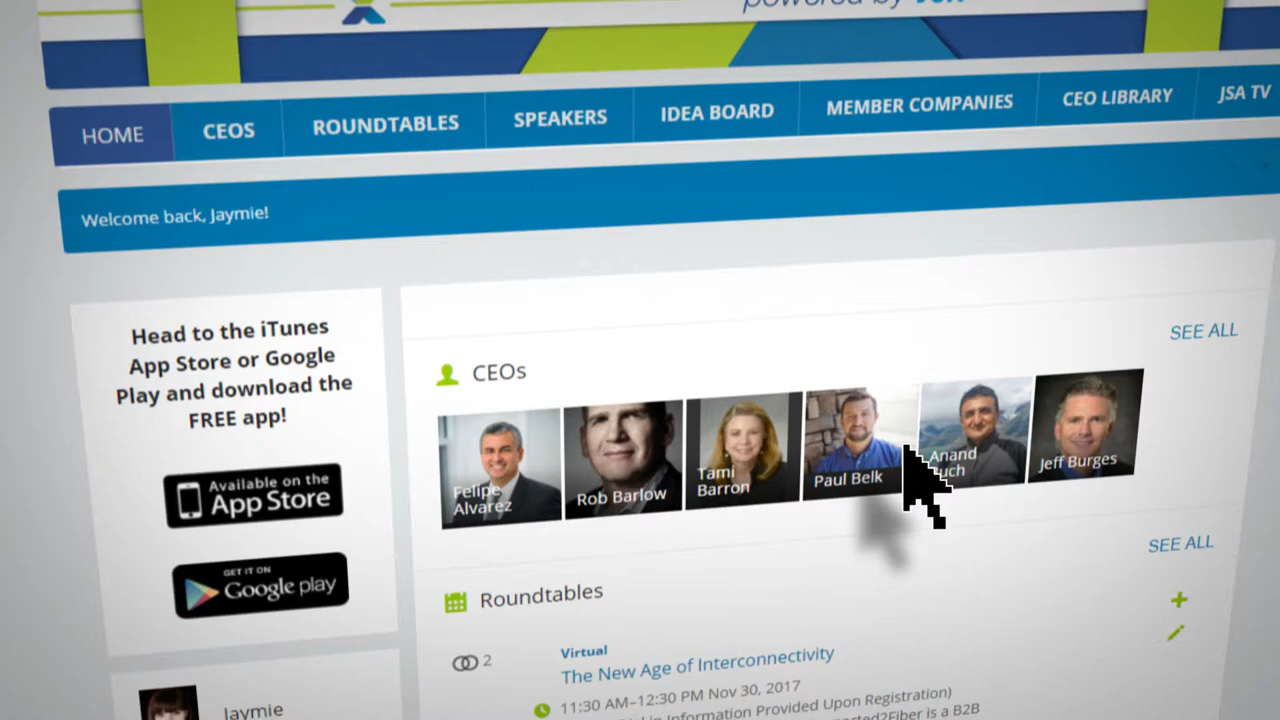 powered by JSA
HOME
CEOS
ROUNDTABLES
SPEAKERS
IDEA BOARD
MEMBER COMPANIES
CEO LIBRARY
JSA TV
Welcome back, Jaymie!
Head to the iTunes
App Store or Google
Play and download the
FREE app!
Available on the
App Store
GET IT ON
Google play
Jaymie
SEE ALL
CEOs
Felipe
Alvarez
Rob Barlow
Tami
Barron
Paul Belk
Anand
uch
Jeff Burges
SEE ALL
Roundtables
2
Virtual
The New Age of Interconnectivity
11:30 AM–12:30 PM Nov 30, 2017
Information Provided Upon Registration)
is a B2B